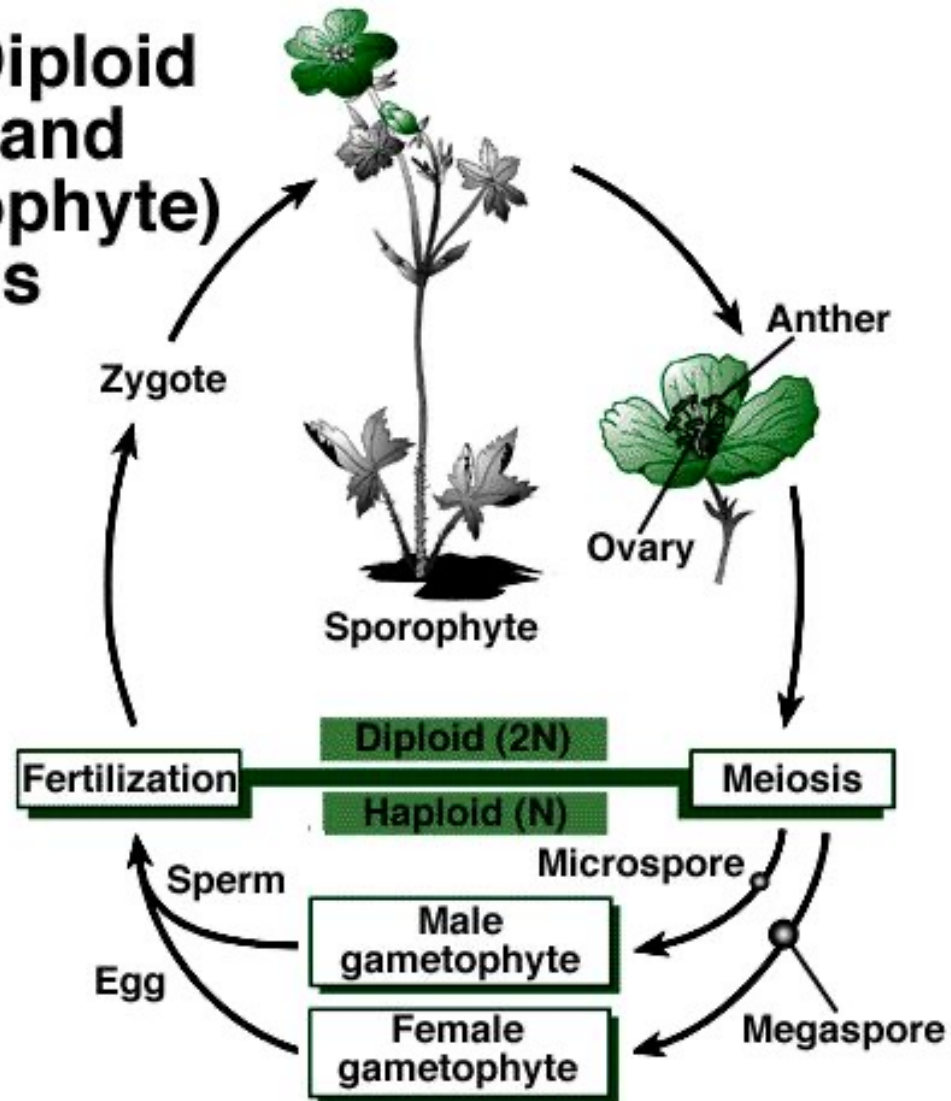 iploid
and
ophyte)
s
Anther
Zygote
Ovary
Sporophyte
Diploid (2N)
Fertilization
Meiosis
Haploid (N)
Microspore
Sperm
Male
gametophyte
Egg
Female
gametophyte
Megaspore